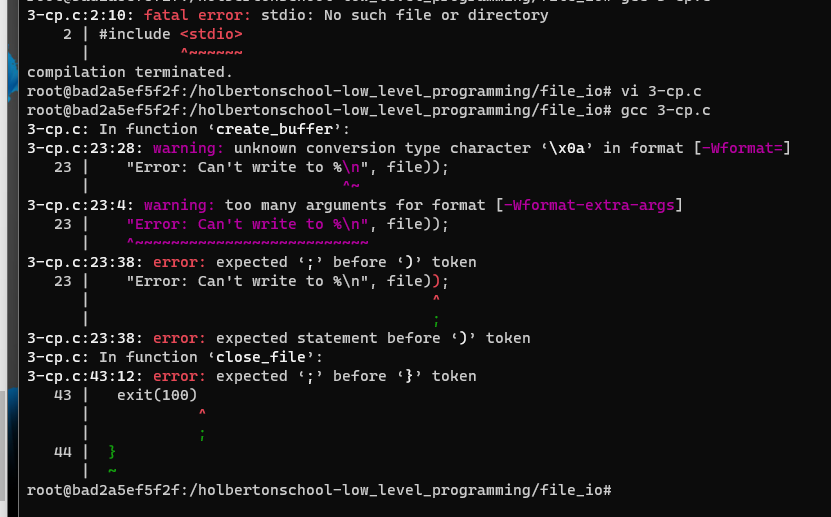 3-cp.c:2:10: fatal error: stdio: No such file or directory
    2 | #include <stdio>
      |          ^~~~~~~
compilation terminated.
root@bad2a5ef5f2f:/holbertonschool-low_level_programming/file_io# vi 3-cp.c
root@bad2a5ef5f2f:/holbertonschool-low_level_programming/file_io# gcc 3-cp.c
3-cp.c: In function ‘create_buffer’:
3-cp.c:23:28: warning: unknown conversion type character ‘\x0a’ in format [-Wformat=]
   23 |    "Error: Can't write to %\n", file));
      |                            ^~
3-cp.c:23:4: warning: too many arguments for format [-Wformat-extra-args]
   23 |    "Error: Can't write to %\n", file));
      |    ^~~~~~~~~~~~~~~~~~~~~~~~~~~
3-cp.c:23:38: error: expected ‘;’ before ‘)’ token
   23 |    "Error: Can't write to %\n", file));
      |                                      ^
      |                                      ;
3-cp.c:23:38: error: expected statement before ‘)’ token
3-cp.c: In function ‘close_file’:
3-cp.c:43:12: error: expected ‘;’ before ‘}’ token
   43 |   exit(100)
      |            ^
      |            ;
   44 |  }
      |  ~
root@bad2a5ef5f2f:/holbertonschool-low_level_programming/file_io#